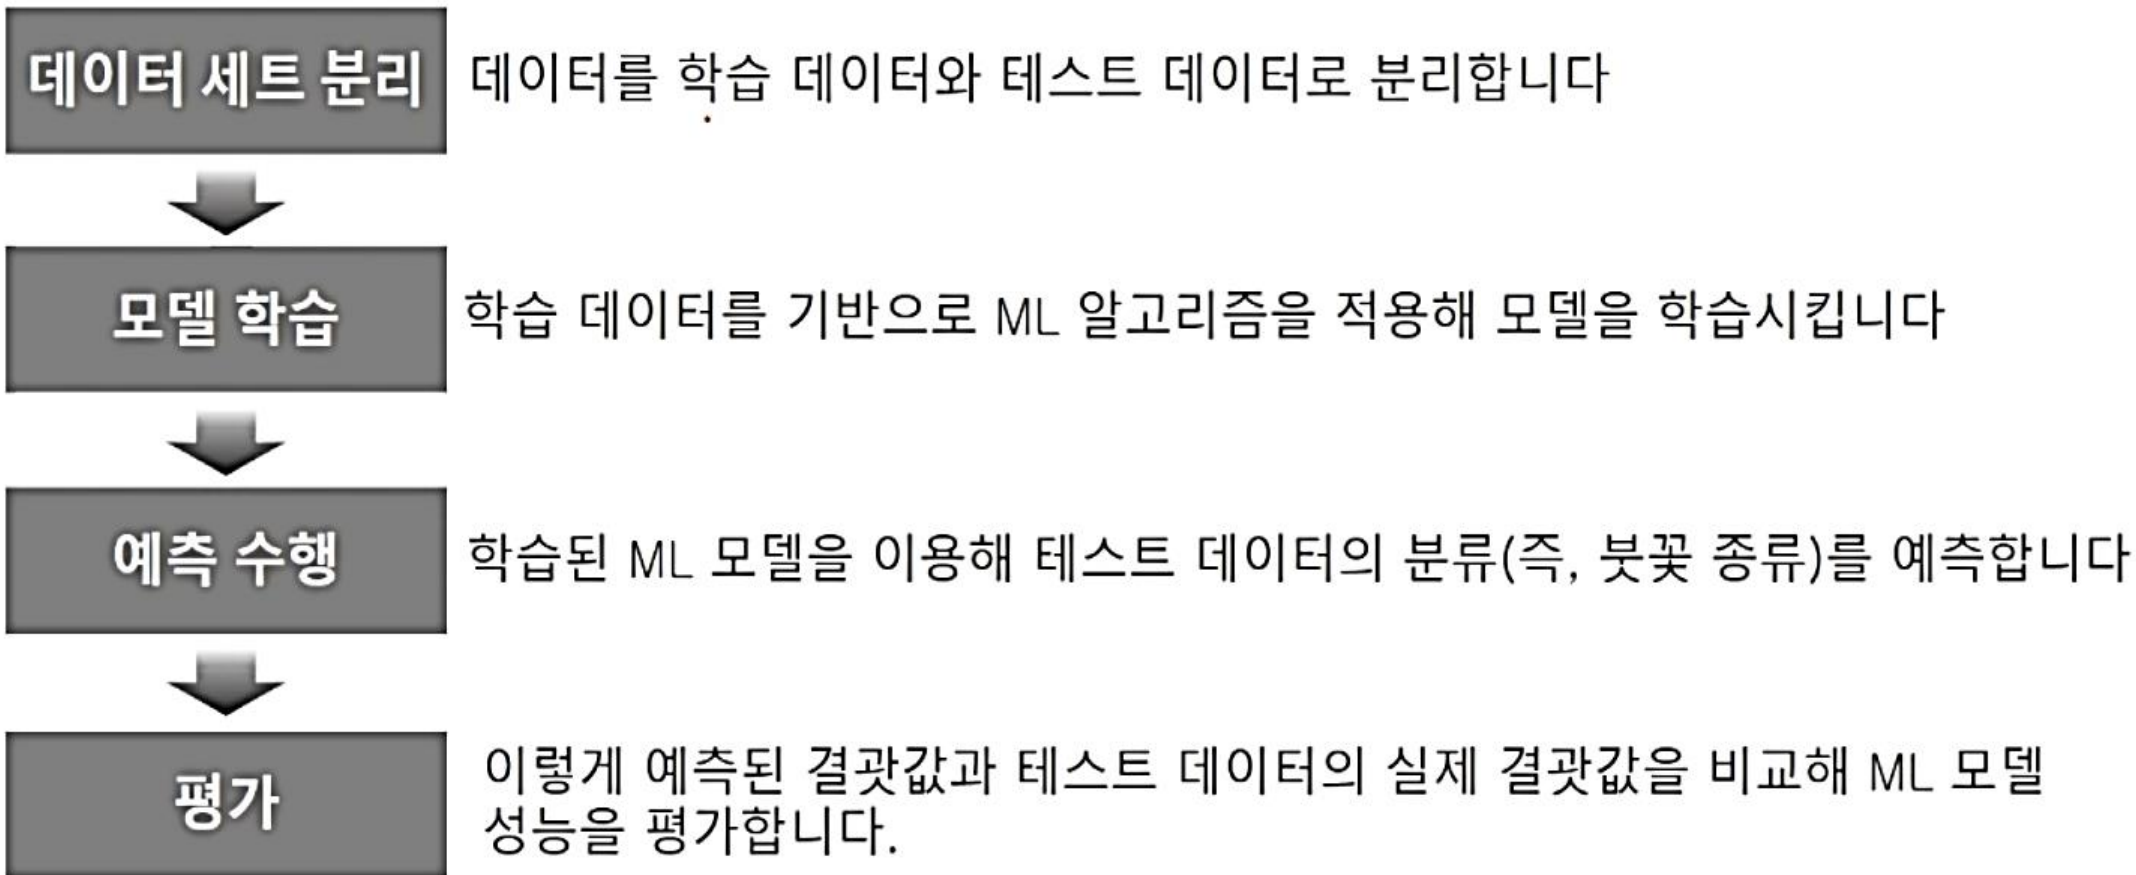 데이터 세트 분리
데이터를 학습 데이터와 테스트 데이터로 분리합니다
모델 학습
학습 데이터를 기반으로 ML 알고리즘을 적용해 모델을 학습시킵니다
예측 수행
학습된 ML 모델을 이용해 테스트 데이터의 분류(즉, 붓꽃 종류)를 예측합니다
평가
이렇게 예측된 결괏값과 테스트 데이터의 실제 결괏값을 비교해 ML 모델
성능을 평가합니다.